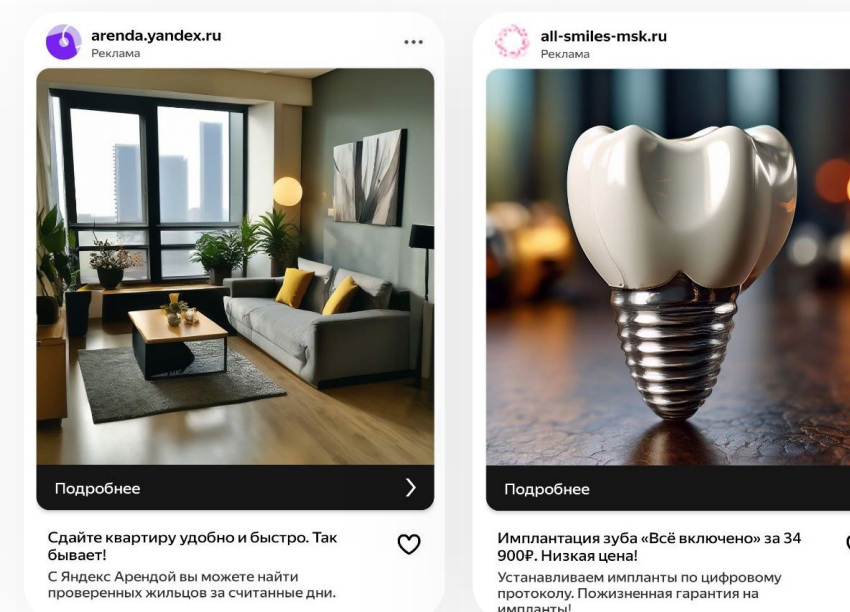 arenda.yandex.ru
Реклама
Подробнее
Сдайте квартиру удобно и быстро. Так
бывает!
С Яндекс Арендой вы можете найти
проверенных жильцов за считанные дни.
all-smiles-msk.ru
Реклама
Подробнее
Имплантация зуба «Всё включено» за 34
900₽. Низкая цена!
Устанавливаем импланты по цифровому
протоколу. Пожизненная гарантия на
импланты!